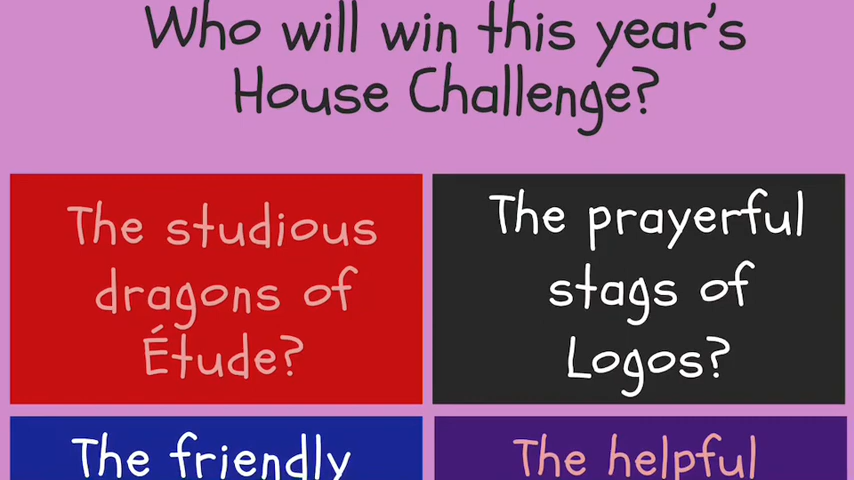 Who will win this year's
House Challenge?
The studious
dragons of
Étude?
The prayerful
stags of
Logos?
The friendly
The helpful